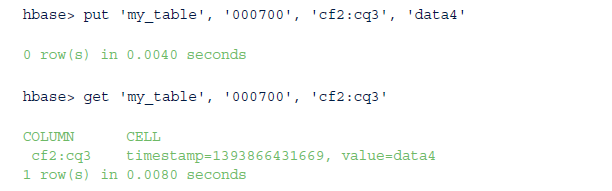 hbase> put 'my_table', '000700', 'cf2:cq3', 'data4'
0 row(s) in 0.0040 seconds
hbase> get 'my_table', '000700', 'cf2:cq3'
COLUMN CELL
cf2:cq3 timestamp=1393866431669, value=data4
1 row(s) in 0.0080 seconds